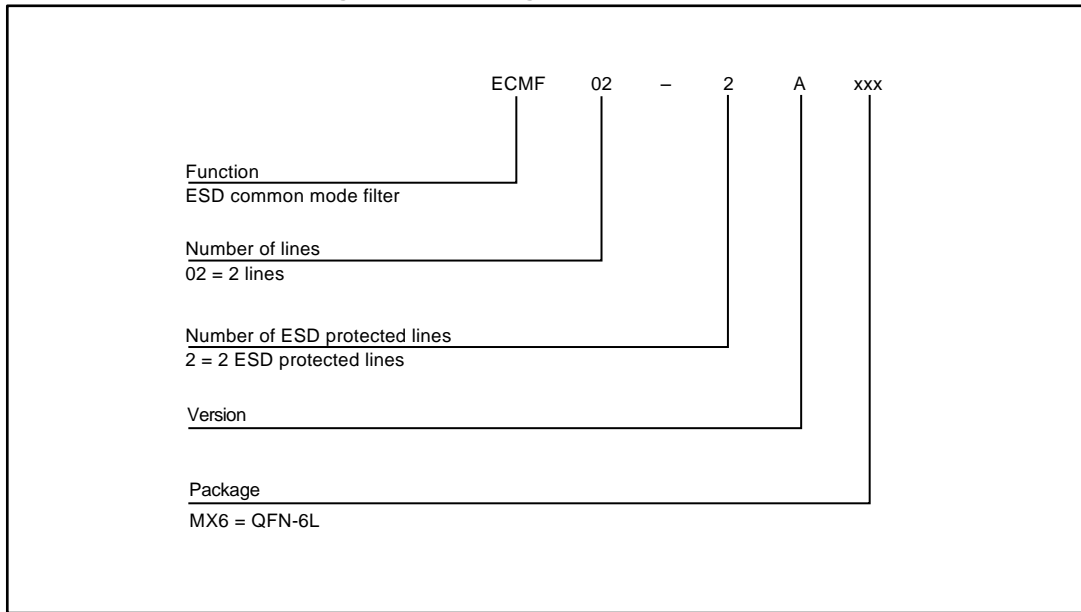 ECMF 02 – 2 A xxx
Function
ESD common mode filter
Number of lines
02 = 2 lines
Number of ESD protected lines
2 = 2 ESD protected lines
Version
Package
MX6 = QFN-6L